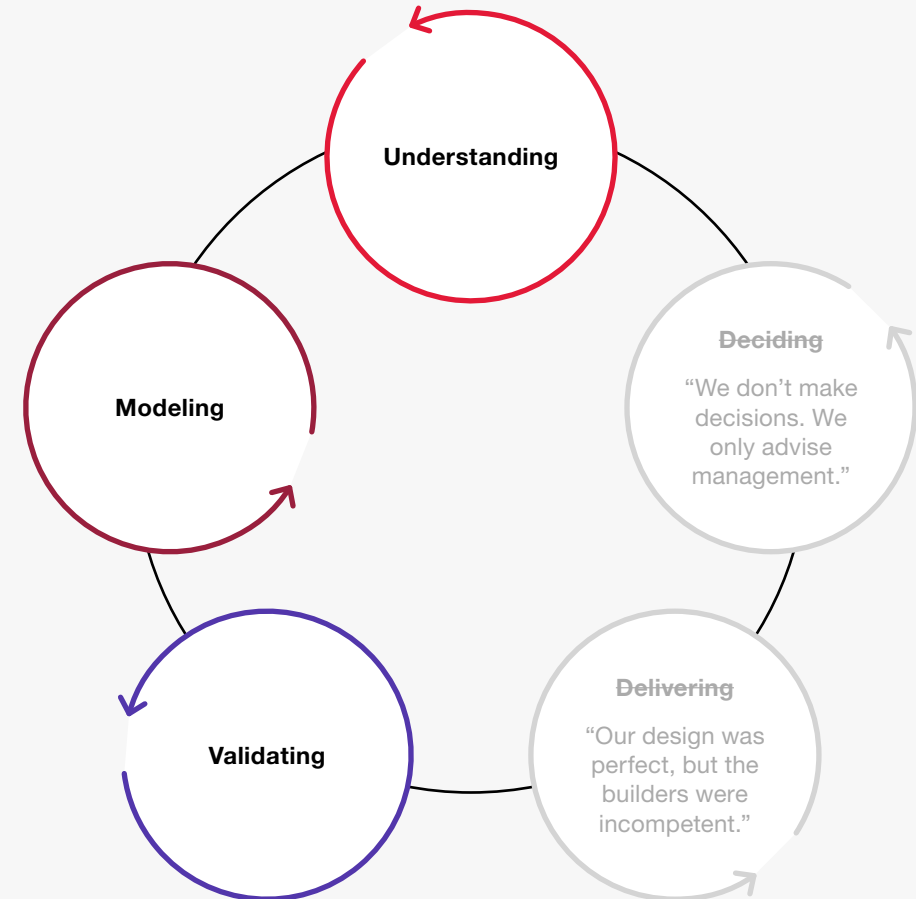 Understanding
Deciding
“We don’t make
decisions. We
only advise
management.”
Modeling
Delivering
“Our design was
perfect, but the
builders were
incompetent.”
Validating